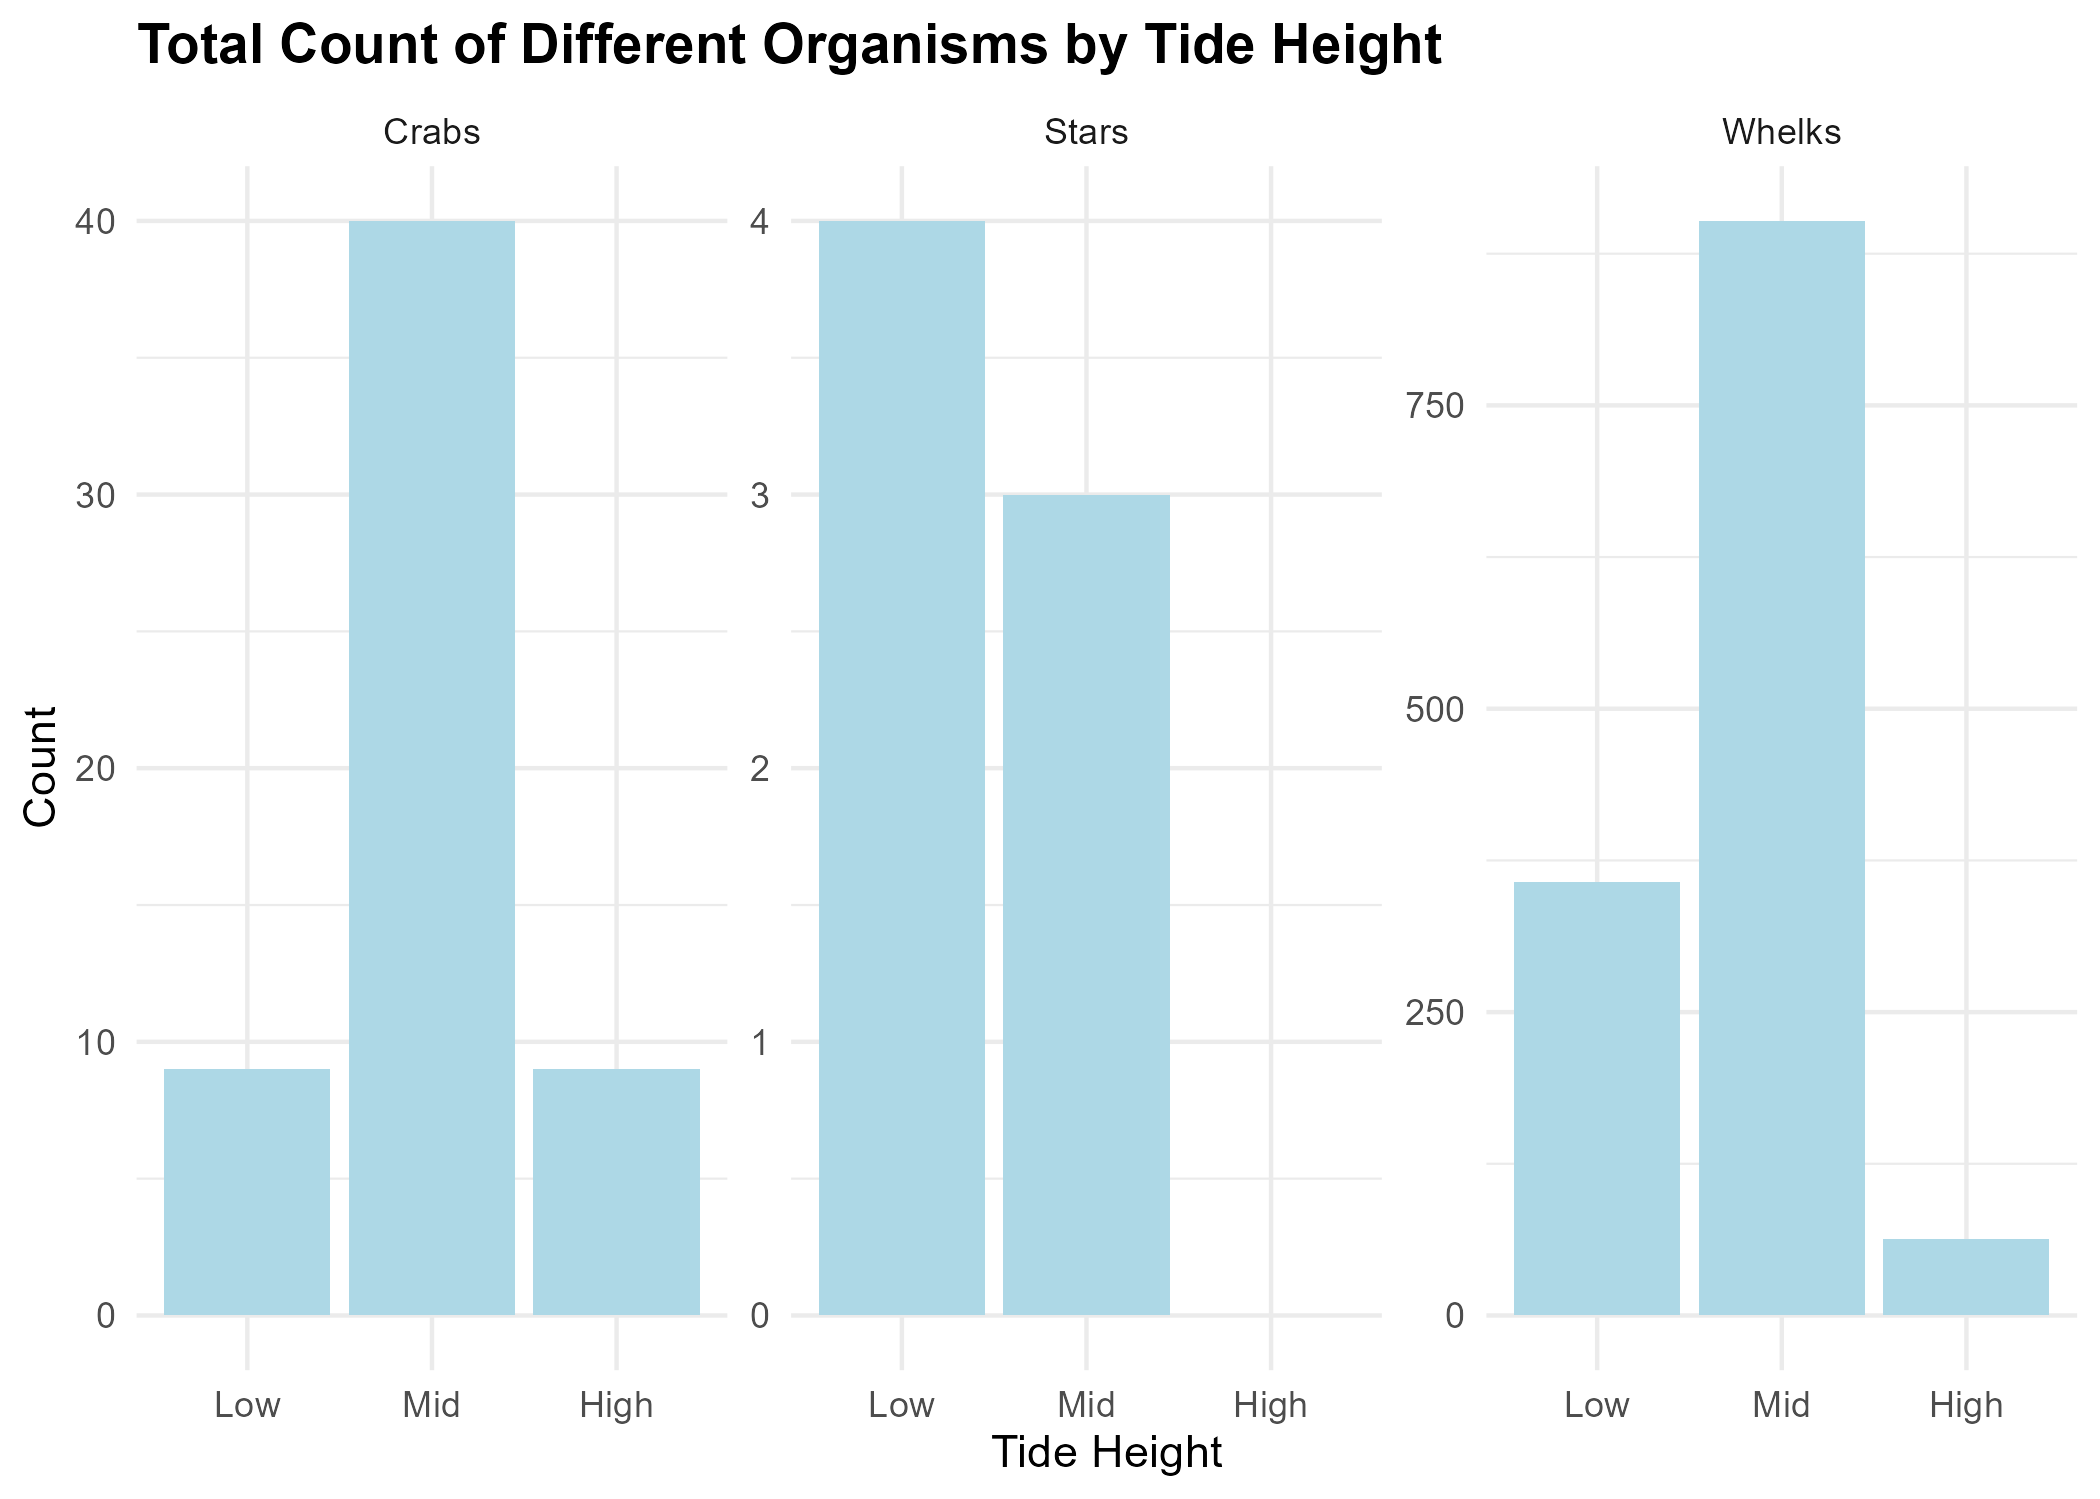 Total Count of Different Organisms by Tide Height
Crabs
Stars
Whelks
40
30
20
10
0
4
3
2
1
0
750
500
250
0
Count
Low Mid High
Low Mid High
Low Mid High
Tide Height